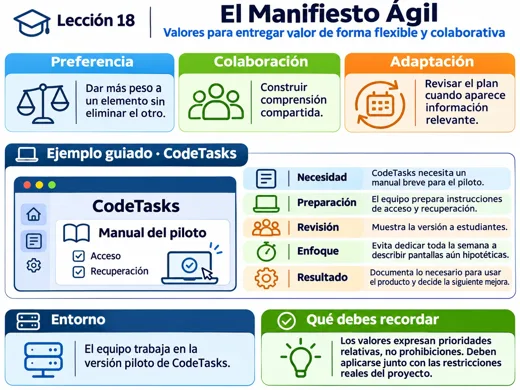 Lección 18
El Manifiesto Ágil
Valores para entregar valor de forma flexible y colaborativa
Preferencia
Dar más peso a
un elemento sin
eliminar el otro.
Colaboración
Construir
comprensión
compartida.
Adaptación
Revisar el plan
cuando aparece
información
relevante.
Ejemplo guiado · CodeTasks
CodeTasks
Manual del piloto
Acceso
Recuperación
Necesidad
CodeTasks necesita un
manual breve para el piloto.
Preparación
El equipo prepara instrucciones
de acceso y recuperación.
Revisión
Muestra la versión a estudiantes.
Enfoque
Evita dedicar toda la semana a
describir pantallas aún hipotéticas.
Resultado
Documenta lo necesario para usar
el producto y decide la siguiente mejora.
Entorno
El equipo trabaja en la
versión piloto de CodeTasks.
Qué debes recordar
Los valores expresan prioridades
relativas, no prohibiciones. Deben
aplicarse junto con las restricciones
reales del proyecto.